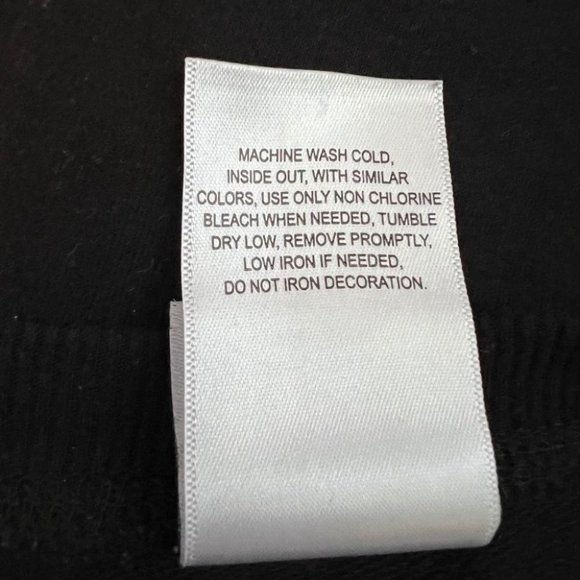 MACHINE WASH COLD,
INSIDE OUT, WITH SIMILAR
COLORS, USE ONLY NON CHLORINE
BLEACH WHEN NEEDED, TUMBLE
DRY LOW, REMOVE PROMPTLY,
LOW IRON IF NEEDED,
DO NOT IRON DECORATION.